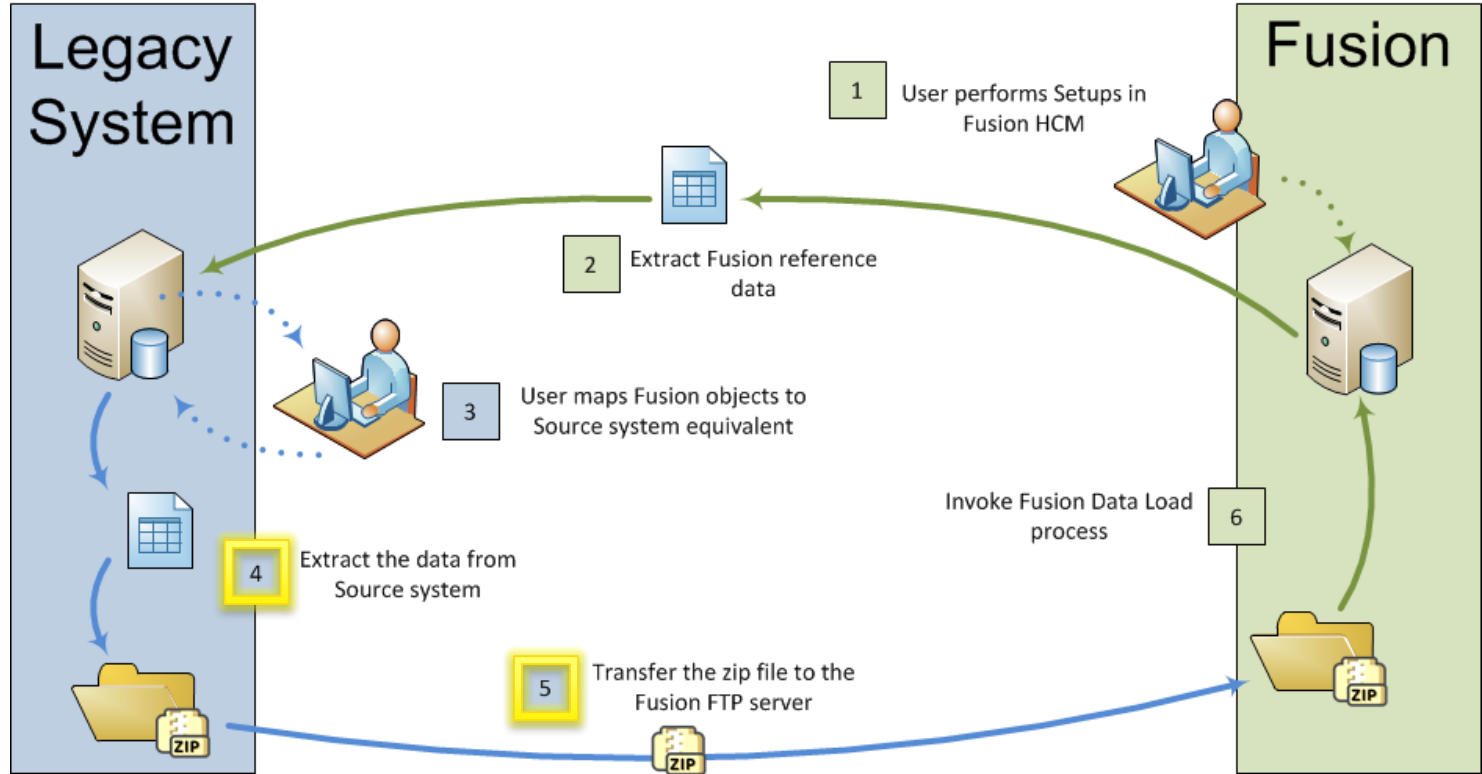 Legacy
System
Fusion
1
User performs Setups in
Fusion HCM
2
Extract Fusion reference
data
3
User maps Fusion objects to
Source system equivalent
4
Extract the data from
Source system
5
Transfer the zip file to the
Fusion FTP server
Invoke Fusion Data Load
process
6
ZIP
ZIP
ZIP